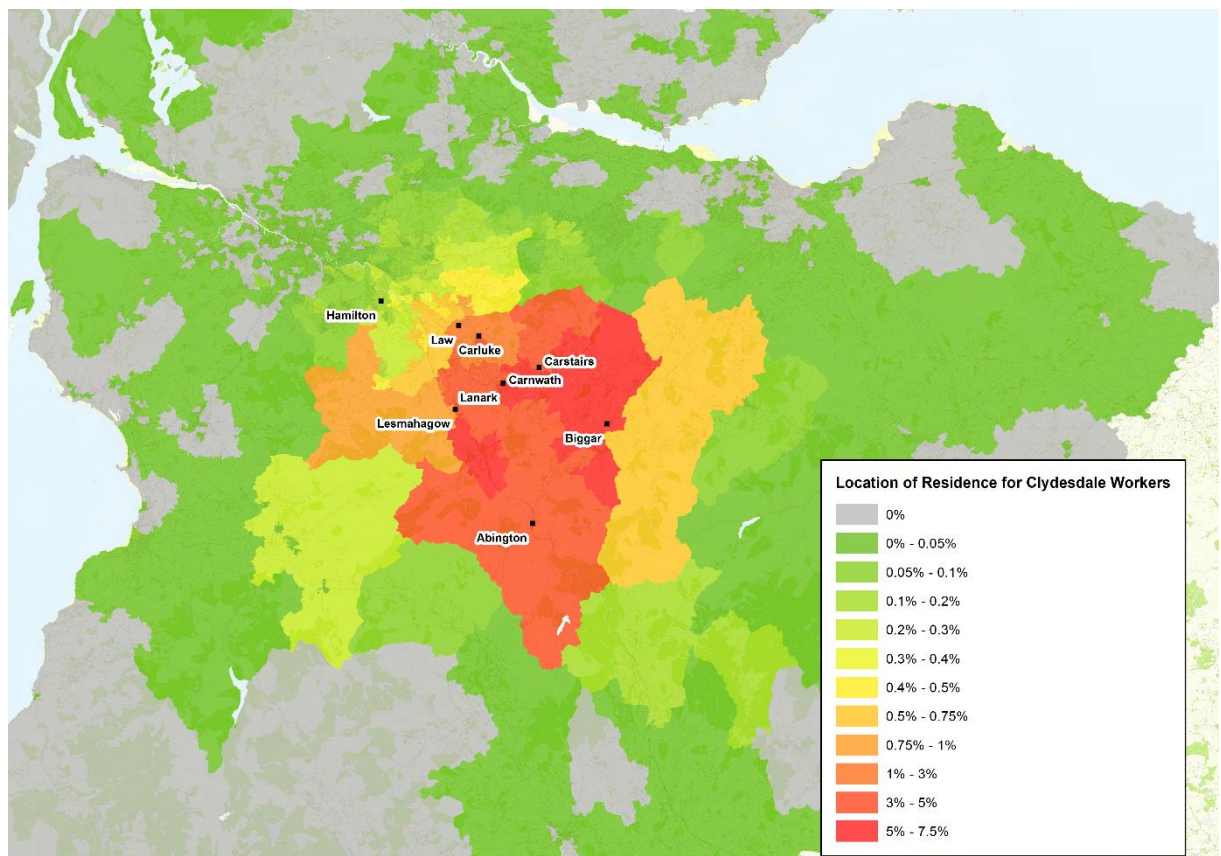 Hamilton
Law
Carluke
Carstairs
Carnwath
Lanark
Lesmahagow
Biggar
Abington
Location of Residence for Clydesdale Workers
0%
0% - 0.05%
0.05% - 0.1%
0.1% - 0.2%
0.2% - 0.3%
0.3% - 0.4%
0.4% - 0.5%
0.5% - 0.75%
0.75% - 1%
1% - 3%
3% - 5%
5% - 7.5%